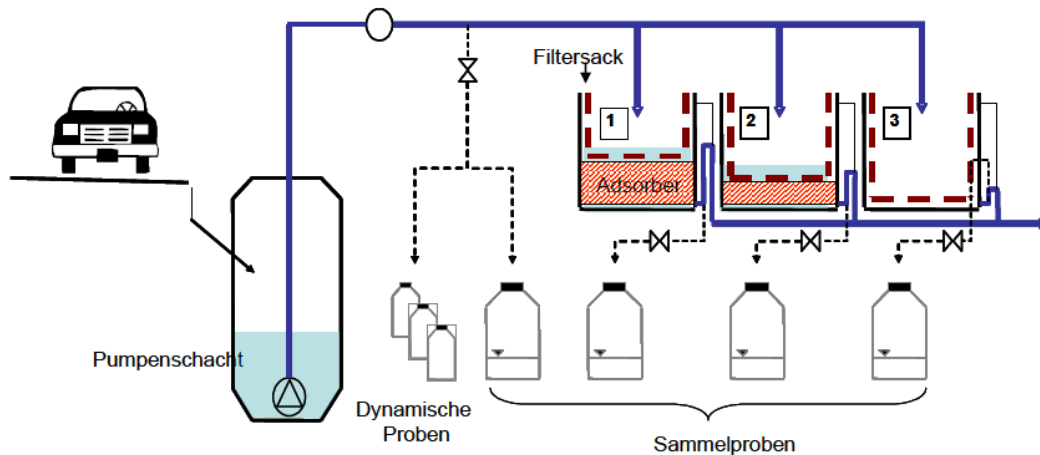 Filtersack
1
2
3
Adsorber
Pumpenschacht
Dynamische
Proben
Sammelproben